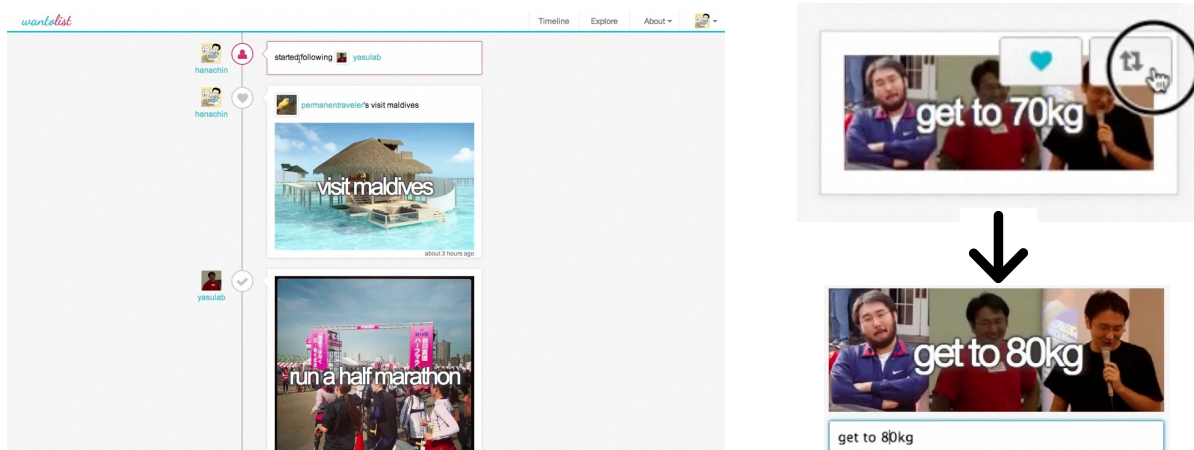 wantolist
Timeline Explore About
started following yasulab
hanachin
permanentraveler's visit maldives
hanachin
visit maldives
about 3 hours ago
yasulab
run a half marathon
get to 70kg
get to 80kg
get to 80kg